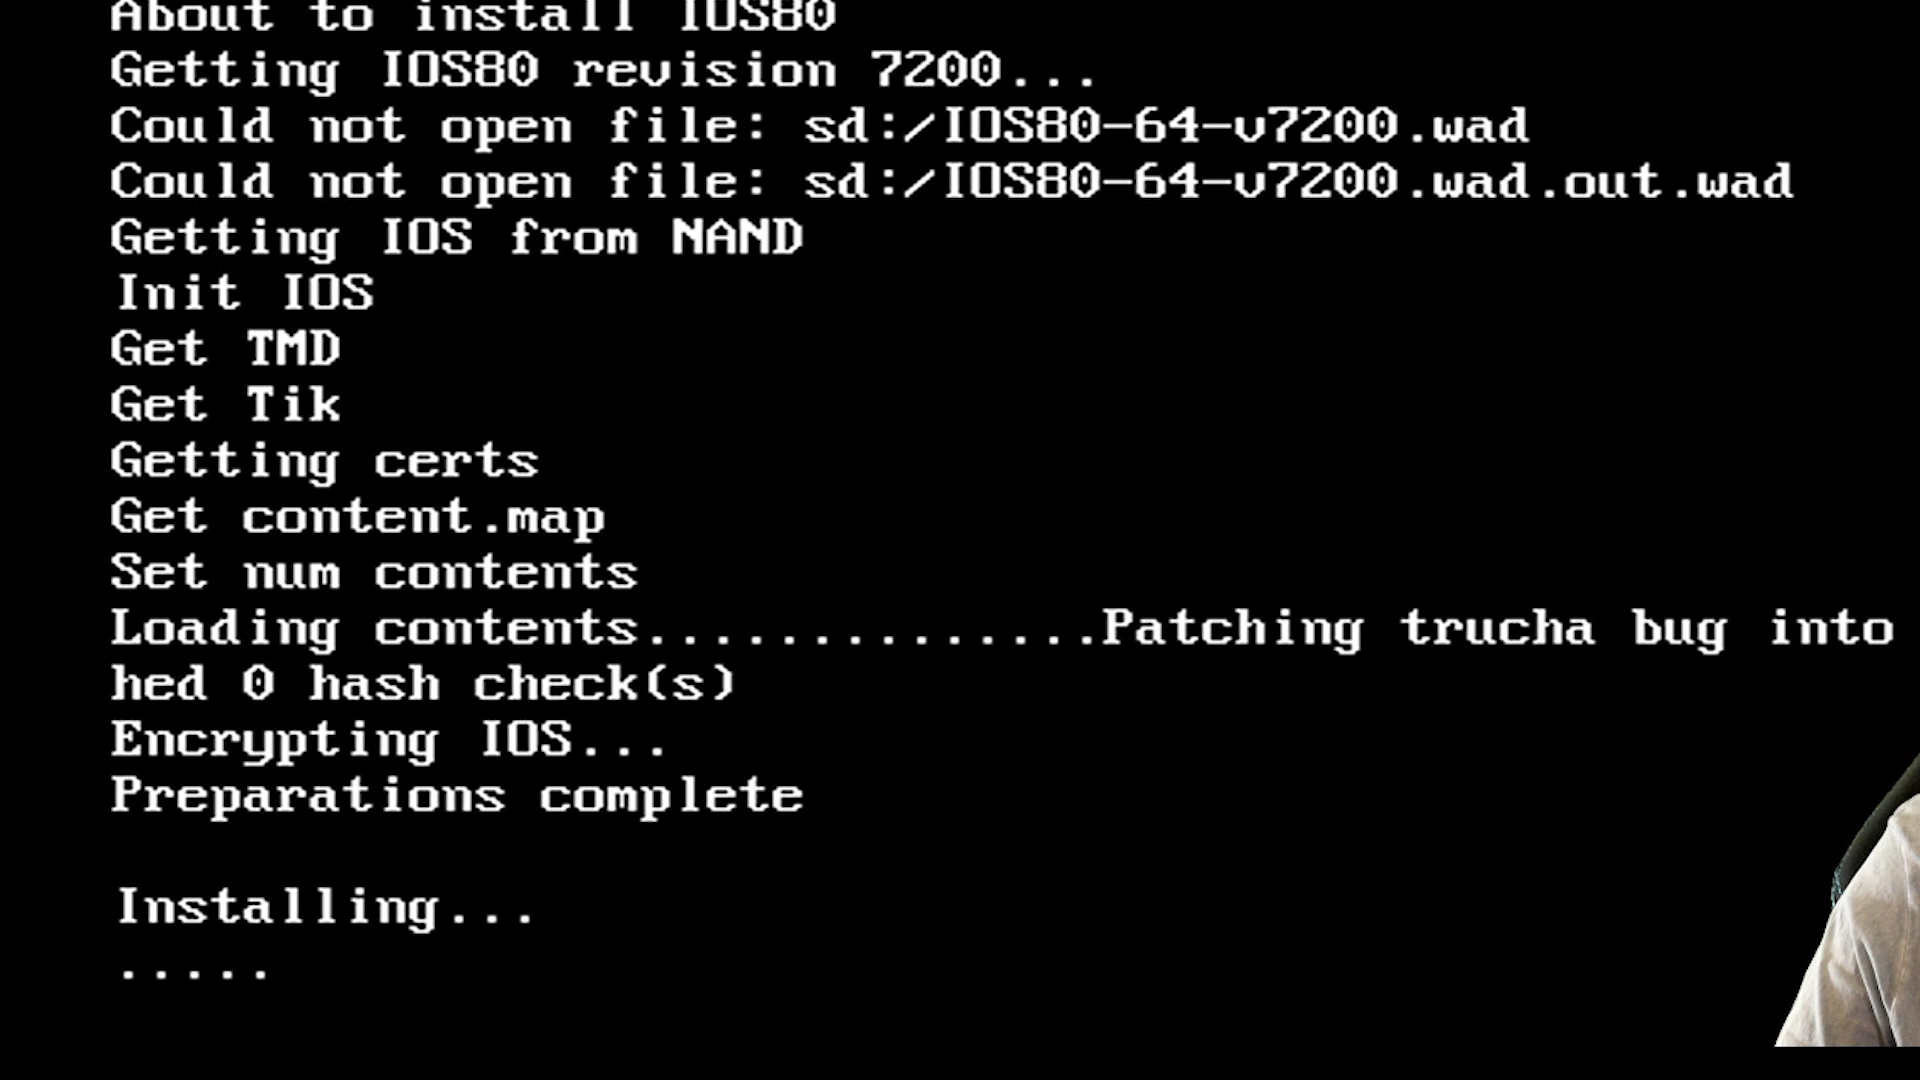 About to install IOS80
Getting IOS80 revision 7200...
Could not open file: sd:/IOS80-64-v7200.wad
Could not open file: sd:/IOS80-64-v7200.wad.out.wad
Getting IOS from NAND
Init IOS
Get TMD
Get Tik
Getting certs
Get content.map
Set num contents
Loading contents..............Patching trucha bug into
hed 0 hash check(s)
Encrypting IOS...
Preparations complete
Installing...
.....